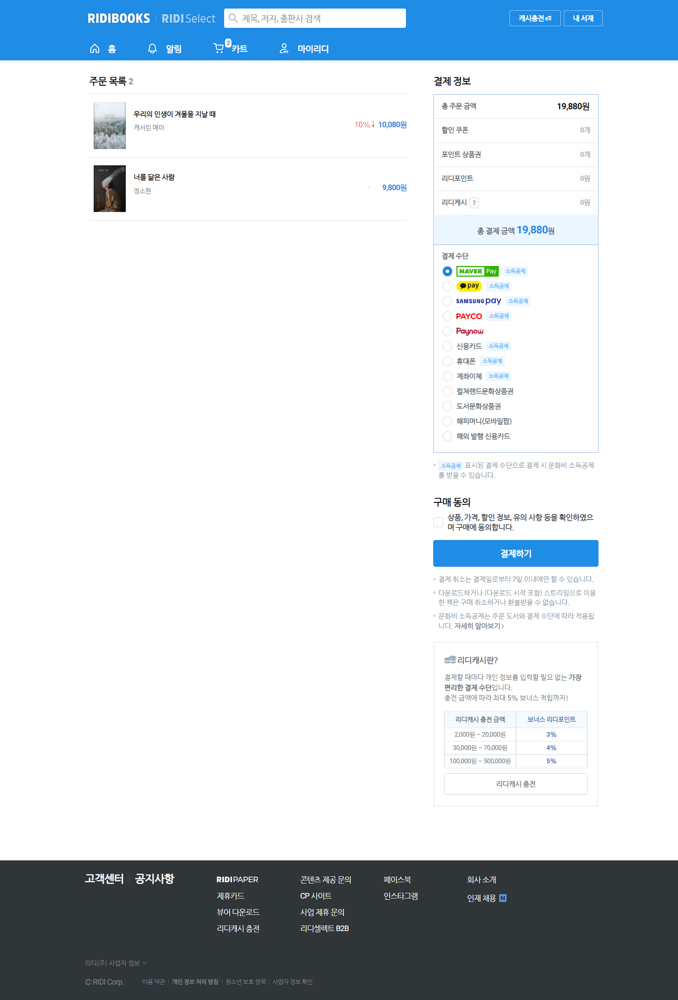 RIDIBOOKS RIDI Select 제목, 저자, 출판사 검색 캐시충전 내 서재
홈 알림 2 카트 MY 마이리디
주문 목록 2
우리의 인생이 겨울을 지날 때
캐서린 메이
10%↓ 10,080원
너를 닮은 사람
정소현
- 9,800원
결제 정보
총 주문 금액 19,880원
할인 쿠폰 0개
포인트 상품권 0개
리디포인트 0원
리디캐시 ? 0원
총 결제 금액 19,880원
결제 수단
NAVER Pay 소득공제
pay 소득공제
SAMSUNG pay 소득공제
PAYCO 소득공제
Paynow
신용카드 소득공제
휴대폰 소득공제
계좌이체 소득공제
컬쳐랜드문화상품권
도서문화상품권
해피머니(모바일팝)
해외 발행 신용카드
소득공제 표시된 결제 수단으로 결제 시 문화비 소득공제
를 받을 수 있습니다.
구매 동의
상품, 가격, 할인 정보, 유의 사항 등을 확인하였으
며 구매에 동의합니다.
결제하기
결제 취소는 결제일로부터 7일 이내에만 할 수 있습니다.
다운로드하거나 (다운로드 시작 포함) 스트리밍으로 이용
한 책은 구매 취소하거나 환불받을 수 없습니다.
문화비 소득공제는 주문 도서와 결제 수단에 따라 적용됩
니다. 자세히 알아보기 >
리디캐시란?
결제할 때마다 개인 정보를 입력할 필요 없는 가장
편리한 결제 수단입니다.
충전 금액에 따라 최대 5% 보너스 적립까지!
리디캐시 충전 금액 보너스 리디포인트
2,000원 ~ 20,000원 3%
30,000원 ~ 70,000원 4%
100,000원 ~ 500,000원 5%
리디캐시 충전
고객센터 공지사항
RIDIPAPER
제휴카드
뷰어 다운로드
리디캐시 충전
콘텐츠 제공 문의
CP 사이트
사업 제휴 문의
리디셀렉트 B2B
페이스북
인스타그램
회사 소개
인재 채용 N
리디(주) 사업자 정보
© RIDI Corp. 이용 약관 개인 정보 처리 방침 청소년 보호 정책 사업자 정보 확인